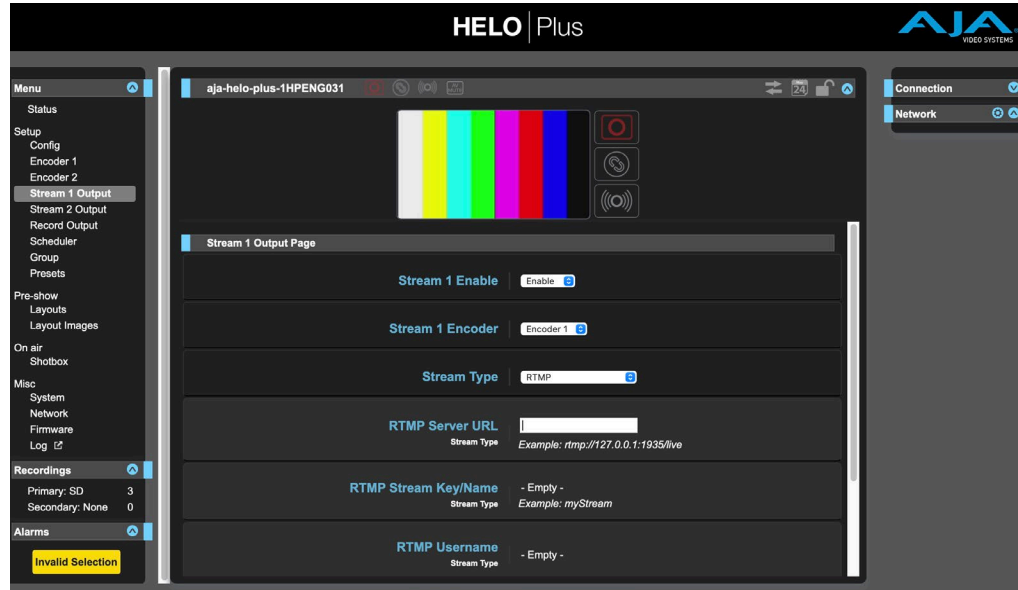 HELO | Plus
AJA
VIDEO SYSTEMS
Menu
Status
Setup
Config
Encoder 1
Encoder 2
Stream 1 Output
Stream 2 Output
Record Output
Scheduler
Group
Presets
Pre-show
Layouts
Layout Images
On air
Shotbox
Misc
System
Network
Firmware
Log
Recordings
Primary: SD 3
Secondary: None 0
Alarms
Invalid Selection
aja-helo-plus-1HPENG031
24
Stream 1 Output Page
Stream 1 Enable Enable
Stream 1 Encoder Encoder 1
Stream Type RTMP
RTMP Server URL
Stream Type Example: rtmp://127.0.0.1:1935/live
RTMP Stream Key/Name - Empty -
Stream Type Example: myStream
RTMP Username - Empty -
Stream Type
Connection
Network